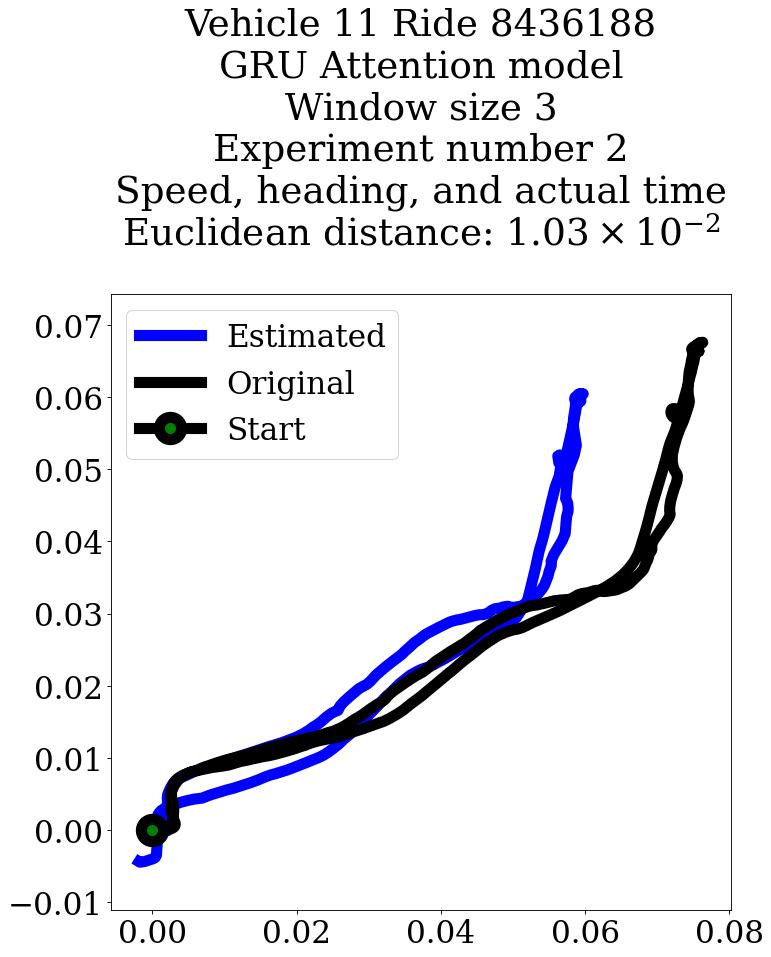 Vehicle 11 Ride 8436188
GRU Attention model
Window size 3
Experiment number 2
Speed, heading, and actual time
Euclidean distance: 1.03 × 10⁻²
Estimated
Original
Start
0.07
0.06
0.05
0.04
0.03
0.02
0.01
0.00
−0.01
0.00 0.02 0.04 0.06 0.08